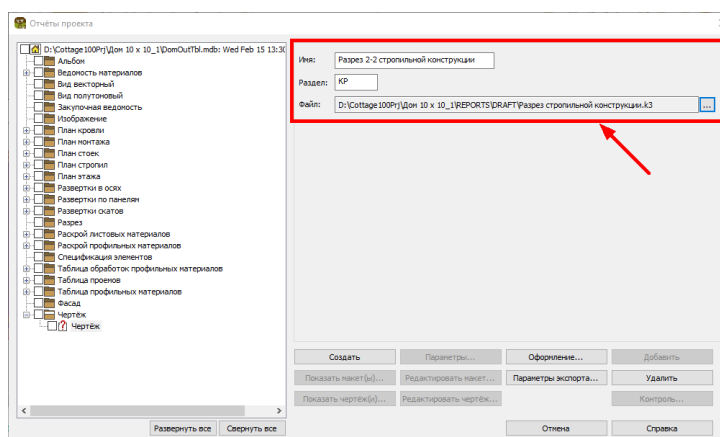 Отчёты проекта
D:\Cottage100Prj\Дом 10 x 10_1\DomOutTbl.mdb: Wed Feb 15 13:30
Альбом
Ведомость материалов
Вид векторный
Вид полутоновый
Закупочная ведомость
Изображение
План кровли
План монтажа
План стоек
План стропил
План этажа
Развертки в осях
Развертки по панелям
Развертки скатов
Разрез
Раскрой листовых материалов
Раскрой профильных материалов
Спецификация элементов
Таблица обработок профильных материалов
Таблица проемов
Таблица профильных материалов
Фасад
Чертёж
Чертёж
Развернуть все Свернуть все
Имя: Разрез 2-2 стропильной конструкции
Раздел: КР
Файл: D:\Cottage100Prj\Дом 10 x 10_1\REPORTS\DRAFT\Разрез стропильной конструкции.k3 ...
Создать Параметры... Оформление... Добавить
Показать макет(ы)... Редактировать макет... Параметры экспорта... Удалить
Показать чертёж(и)... Редактировать чертёж... Контроль...
Отмена Справка